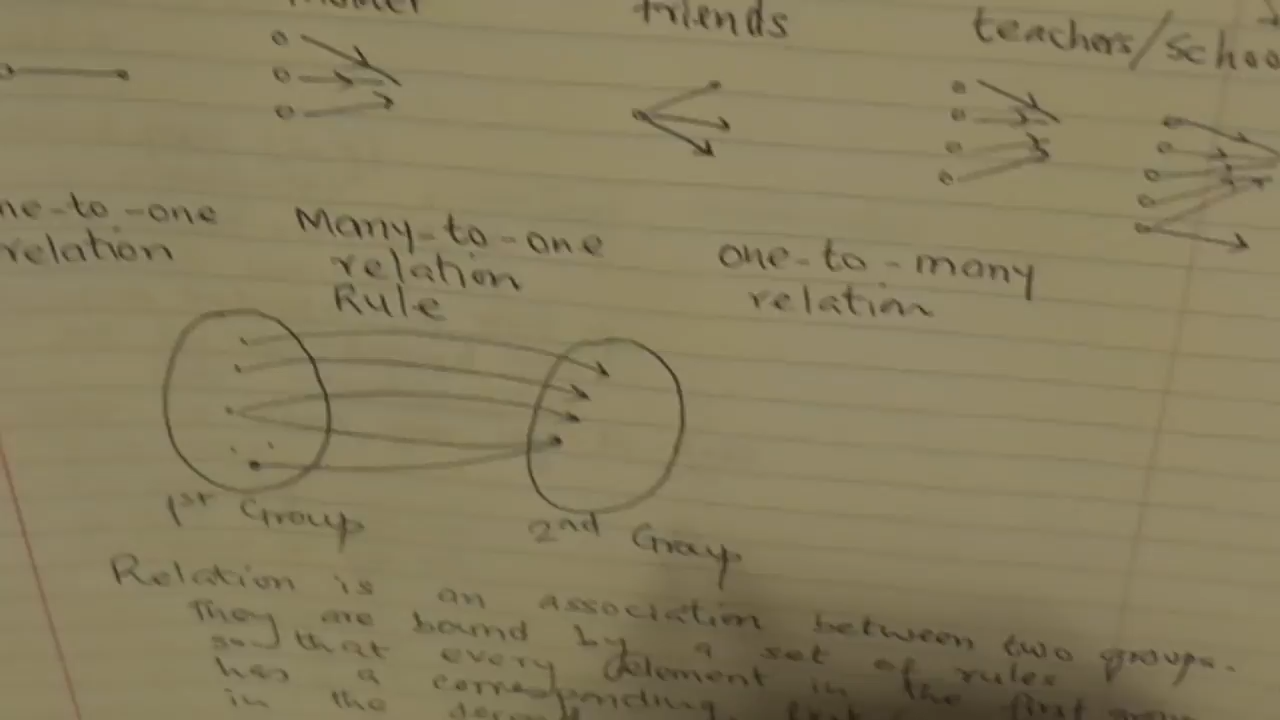 friends
teachers/schoo
ne-to-one
relation
Many-to-one
relation
Rule
one-to-many
relation
1st Group
2nd Group
Relation is an association between two groups.
They are bound by a set of rules
so that every element in the first
has a corresponding
in the